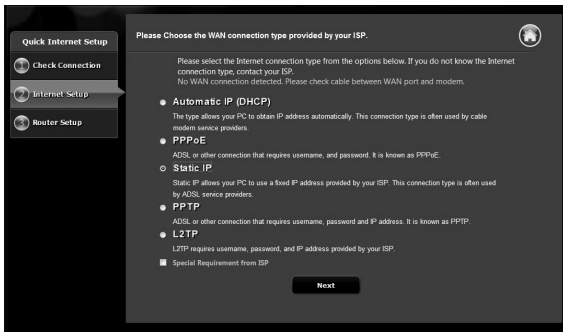 Quick Internet Setup
1 Check Connection
2 Internet Setup
3 Router Setup
Please Choose the WAN connection type provided by your ISP.
Please select the Internet connection type from the options below. If you do not know the Internet
connection type, contact your ISP.
No WAN connection detected. Please check cable between WAN port and modem.
Automatic IP (DHCP)
The type allows your PC to obtain IP address automatically. This connection type is often used by cable
modem service providers.
PPPoE
ADSL or other connection that requires username, and password. It is known as PPPoE.
Static IP
Static IP allows your PC to use a fixed IP address provided by your ISP. This connection type is often used
by ADSL service providers.
PPTP
ADSL or other connection that requires username, password and IP address. It is known as PPTP.
L2TP
L2TP requires username, password, and IP address provided by your ISP.
Special Requirement from ISP
Next